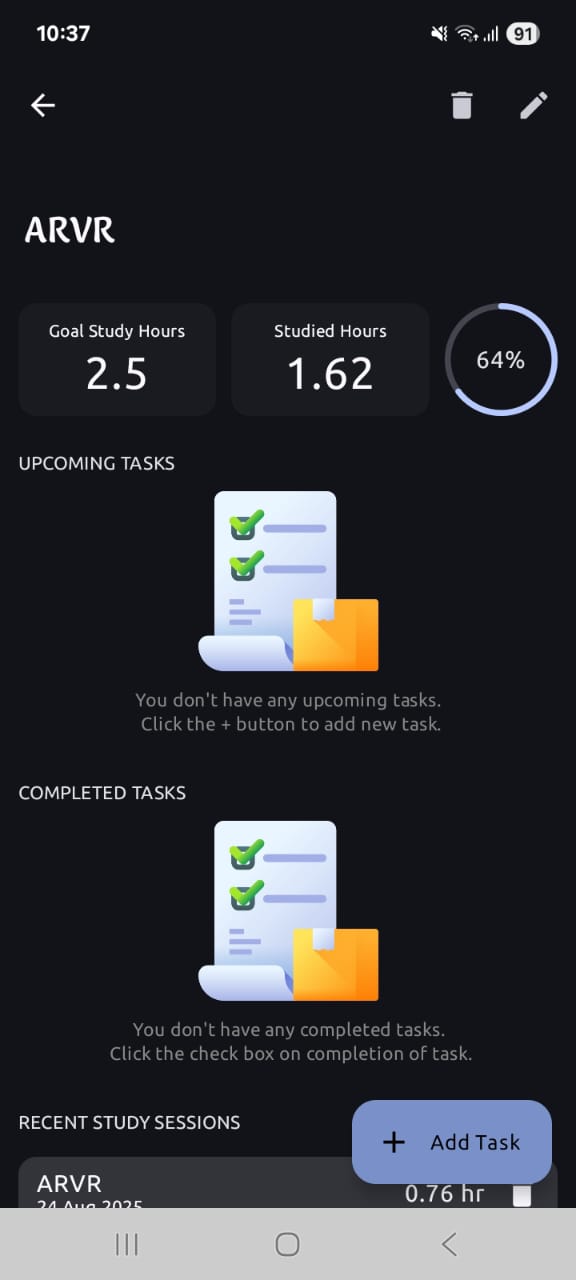 10:37
91
ARVR
Goal Study Hours
2.5
Studied Hours
1.62
64%
UPCOMING TASKS
You don't have any upcoming tasks.
Click the + button to add new task.
COMPLETED TASKS
You don't have any completed tasks.
Click the check box on completion of task.
RECENT STUDY SESSIONS
+ Add Task
ARVR
0.76 hr
24 Aug 2025